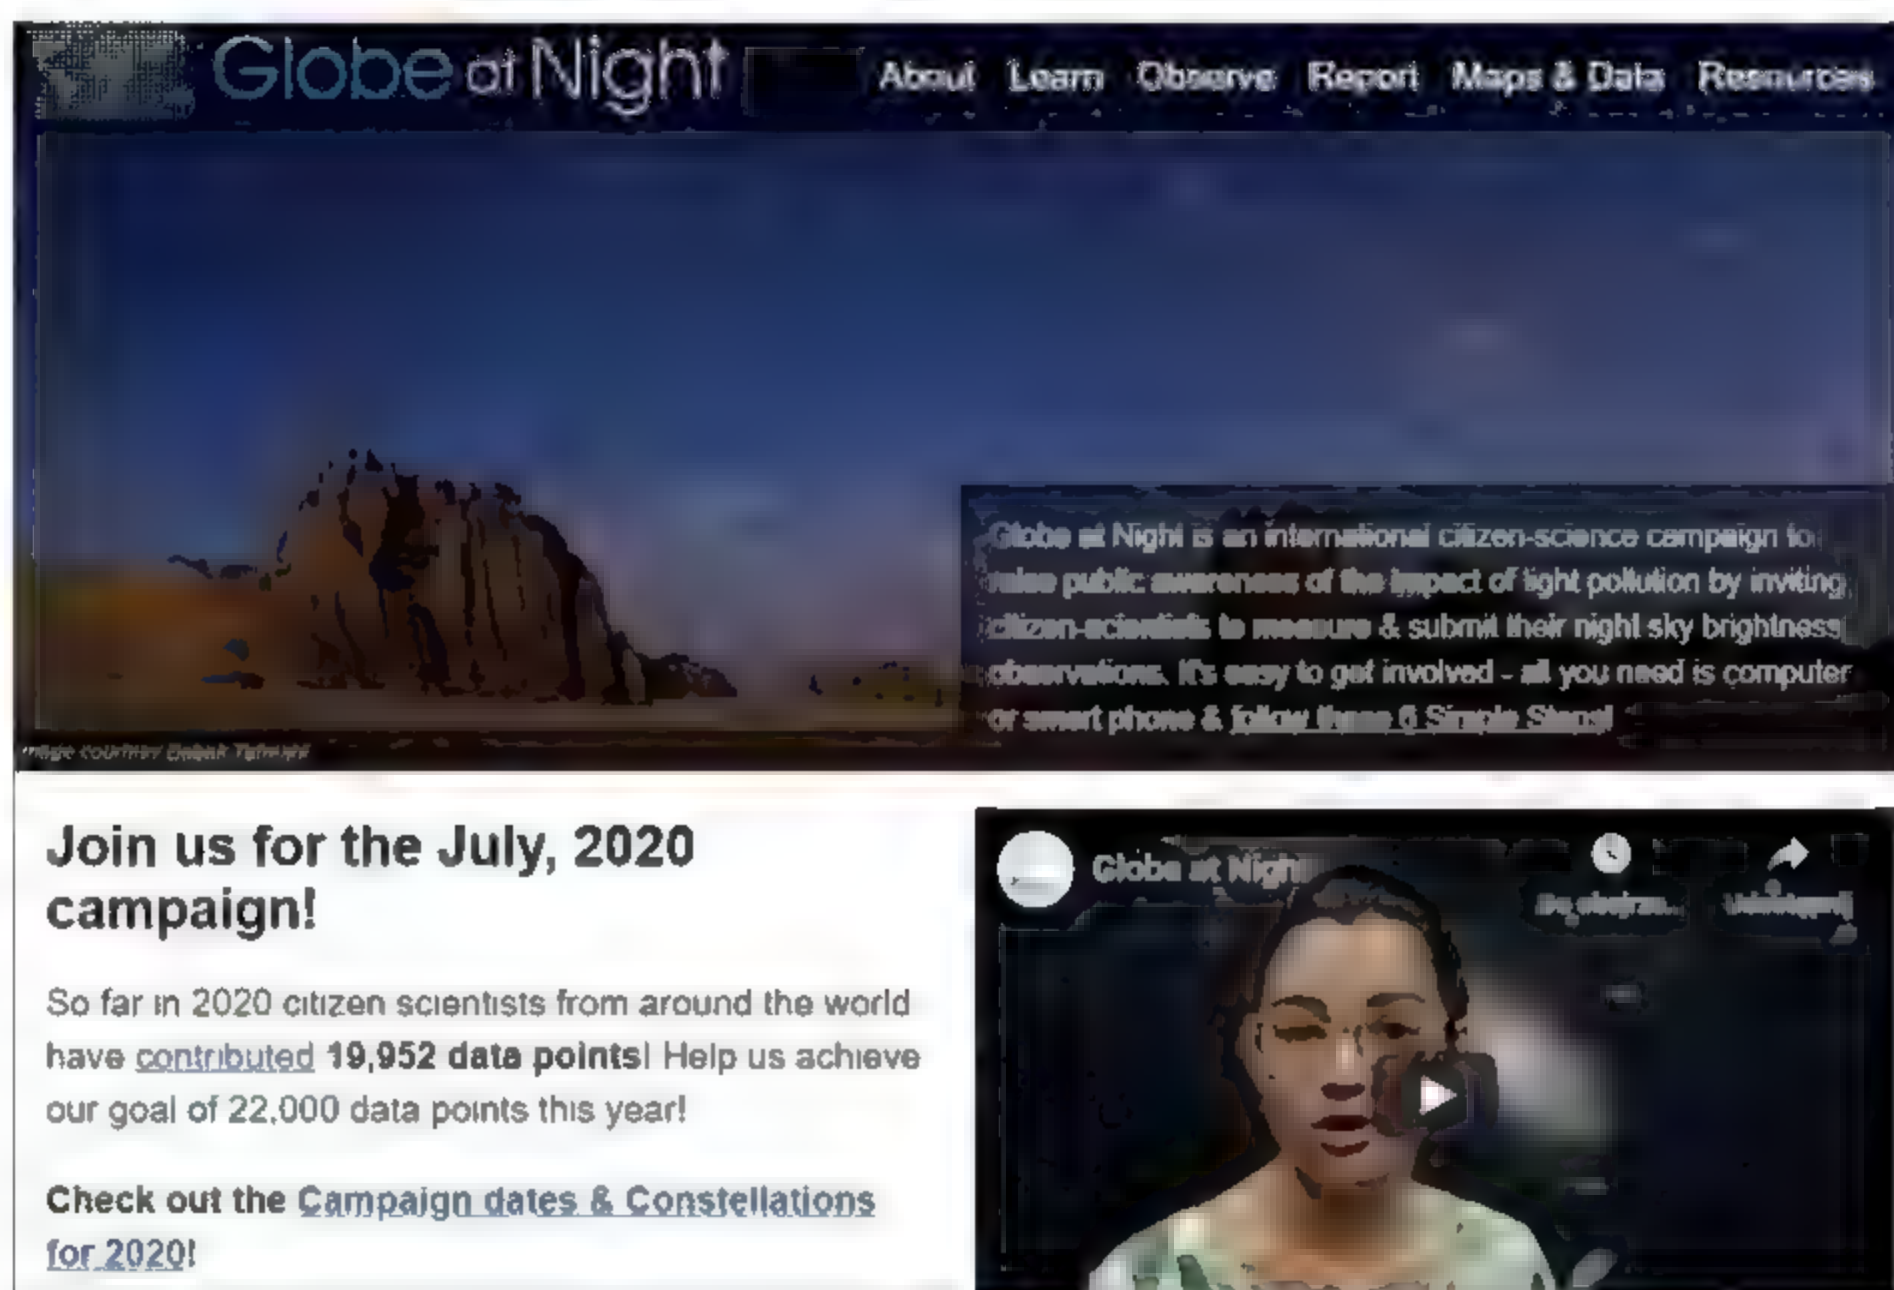 Globe at Night
About Learn Observe Report Maps & Data Resources
Globe at Night is an international citizen-science campaign to
raise public awareness of the impact of light pollution by inviting
citizen-scientists to measure & submit their night sky brightness
observations. It's easy to get involved - all you need is computer
or smart phone & follow these 6 Simple Steps!
Image courtesy
Join us for the July, 2020
campaign!
So far in 2020 citizen scientists from around the world
have contributed 19,952 data points! Help us achieve
our goal of 22,000 data points this year!
Check out the Campaign dates & Constellations
for 2020!
Globe at Night